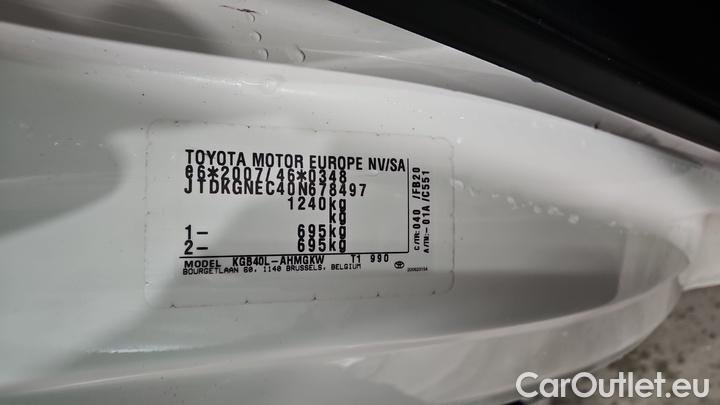 TOYOTA MOTOR EUROPE NV/SA
e6*2007/46*0348
JTDKGNEC40N678497
1240kg
kg
1- 695kg
2- 695kg
MODEL KGB40L-AHMGKW T1 990
BOURGETLAAN 60, 1140 BRUSSELS, BELGIUM
C/TR: 040 /FB20
A/TM: -01A /C551
CarOutlet.eu